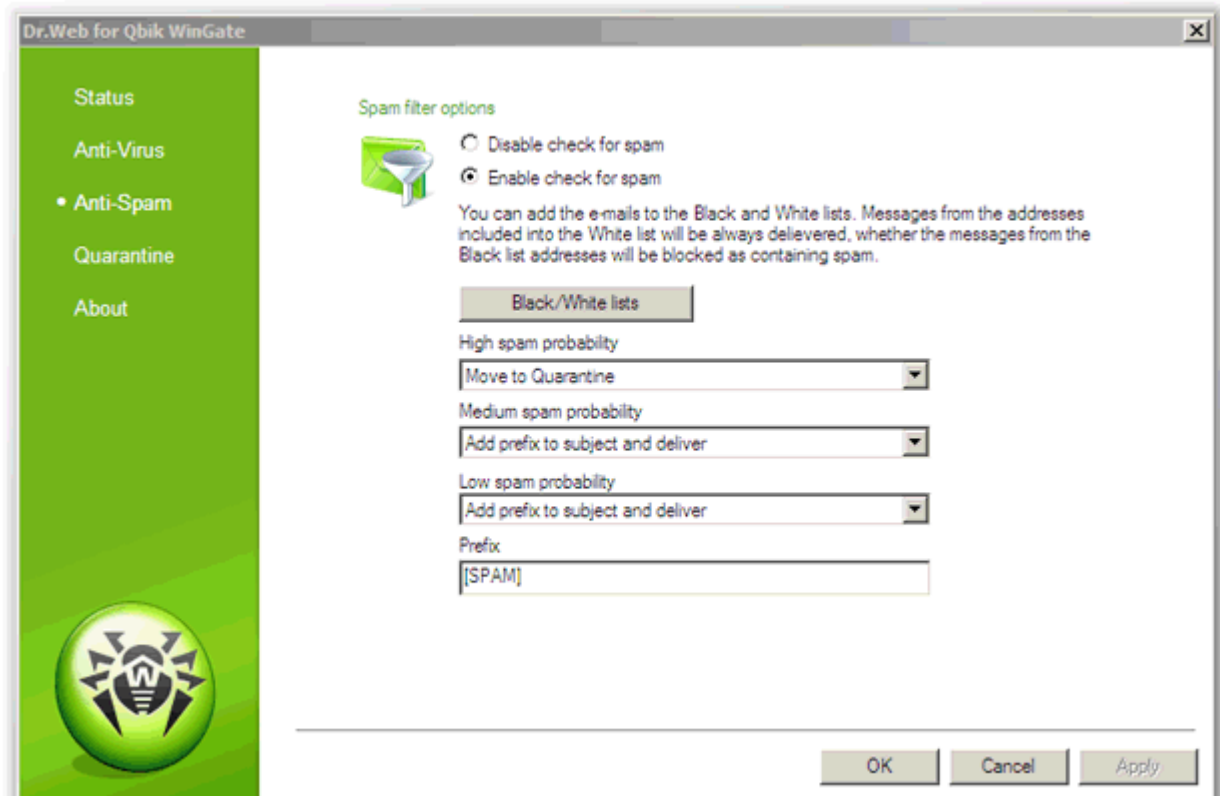 Dr.Web for Qbik WinGate
Status
Anti-Virus
Anti-Spam
Quarantine
About
Spam filter options
Disable check for spam
Enable check for spam
You can add the e-mails to the Black and White lists. Messages from the addresses
included into the White list will be always delievered, whether the messages from the
Black list addresses will be blocked as containing spam.
Black/White lists
High spam probability
Move to Quarantine
Medium spam probability
Add prefix to subject and deliver
Low spam probability
Add prefix to subject and deliver
Prefix
[SPAM]
W
OK
Cancel
Apply